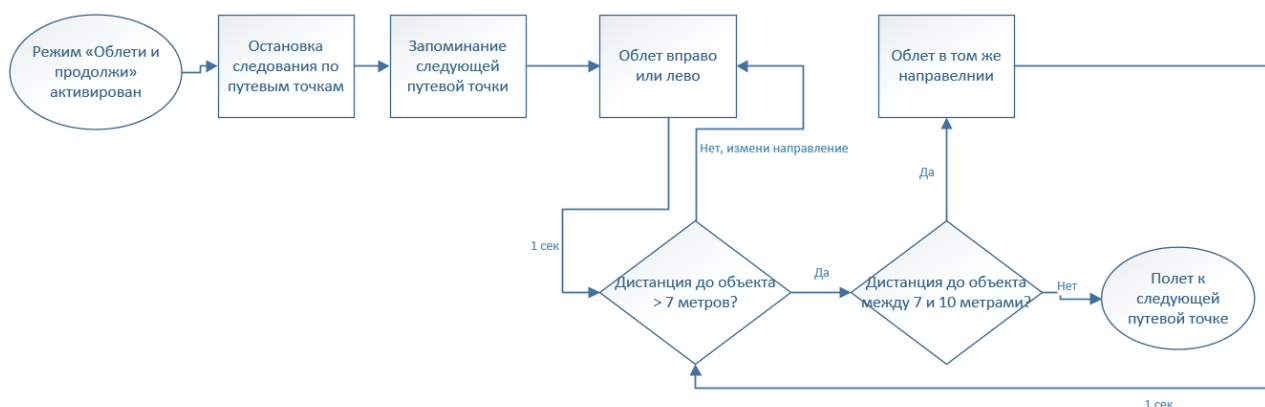 Режим «Облети и
продолжи»
активирован
Остановка
следования по
путевым точкам
Запоминание
следующей
путевой точки
Облет вправо
или лево
Облет в том же
направелнии
Нет, измени направление
Да
1 сек
Дистанция до объекта
> 7 метров?
Да
Дистанция до объекта
между 7 и 10 метрами?
Нет
Полет к
следующей
путевой точке
1 сек